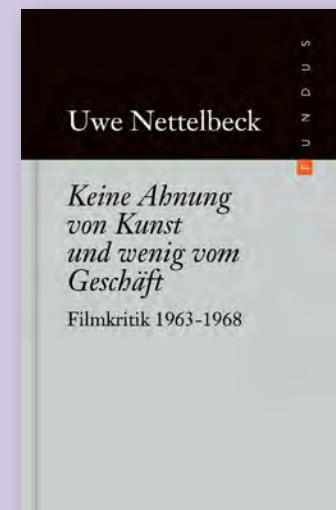 FUNDUS
Uwe Nettelbeck
Keine Ahnung
von Kunst
und wenig vom
Geschäft
Filmkritik 1963-1968